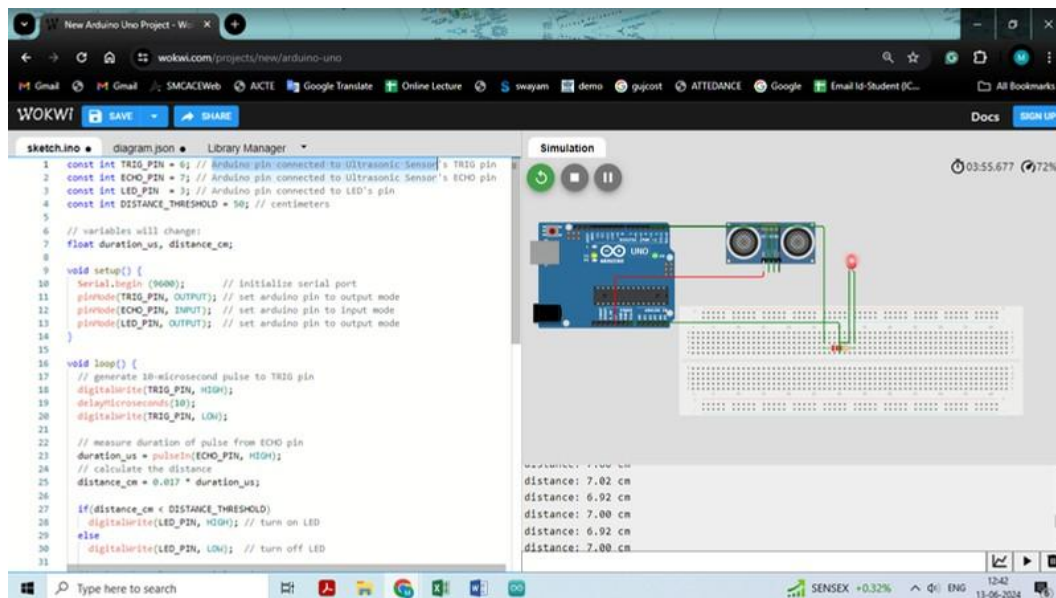 New Arduino Uno Project - Wo
wokwi.com/projects/new/arduino-uno
Gmail
Gmail
SMCACEWeb
AICTE
Google Translate
Online Lecture
swayam
demo
gujcost
ATTEDANCE
Google
Email Id-Student (IC...
All Bookmarks
WOKWI
SAVE
SHARE
Docs
SIGN UP
sketch.ino
diagram.json
Library Manager
1 const int TRIG_PIN = 6; // Arduino pin connected to Ultrasonic Sensor's TRIG pin
2 const int ECHO_PIN = 7; // Arduino pin connected to Ultrasonic Sensor's ECHO pin
3 const int LED_PIN = 3; // Arduino pin connected to LED's pin
4 const int DISTANCE_THRESHOLD = 50; // centimeters
5
6 // variables will change:
7 float duration_us, distance_cm;
8
9 void setup() {
10 Serial.begin (9600); // initialize serial port
11 pinMode(TRIG_PIN, OUTPUT); // set arduino pin to output mode
12 pinMode(ECHO_PIN, INPUT); // set arduino pin to input mode
13 pinMode(LED_PIN, OUTPUT); // set arduino pin to output mode
14 }
15
16 void loop() {
17 // generate 10-microsecond pulse to TRIG pin
18 digitalWrite(TRIG_PIN, HIGH);
19 delayMicroseconds(10);
20 digitalWrite(TRIG_PIN, LOW);
21
22 // measure duration of pulse from ECHO pin
23 duration_us = pulseIn(ECHO_PIN, HIGH);
24 // calculate the distance
25 distance_cm = 0.017 * duration_us;
26
27 if(distance_cm < DISTANCE_THRESHOLD)
28 digitalWrite(LED_PIN, HIGH); // turn on LED
29 else
30 digitalWrite(LED_PIN, LOW); // turn off LED
31
Simulation
03:55.677
72%
UNO
distance: 7.02 cm
distance: 6.92 cm
distance: 7.00 cm
distance: 6.92 cm
distance: 7.00 cm
Type here to search
SENSEX +0.32%
ENG
12:42
13-06-2024